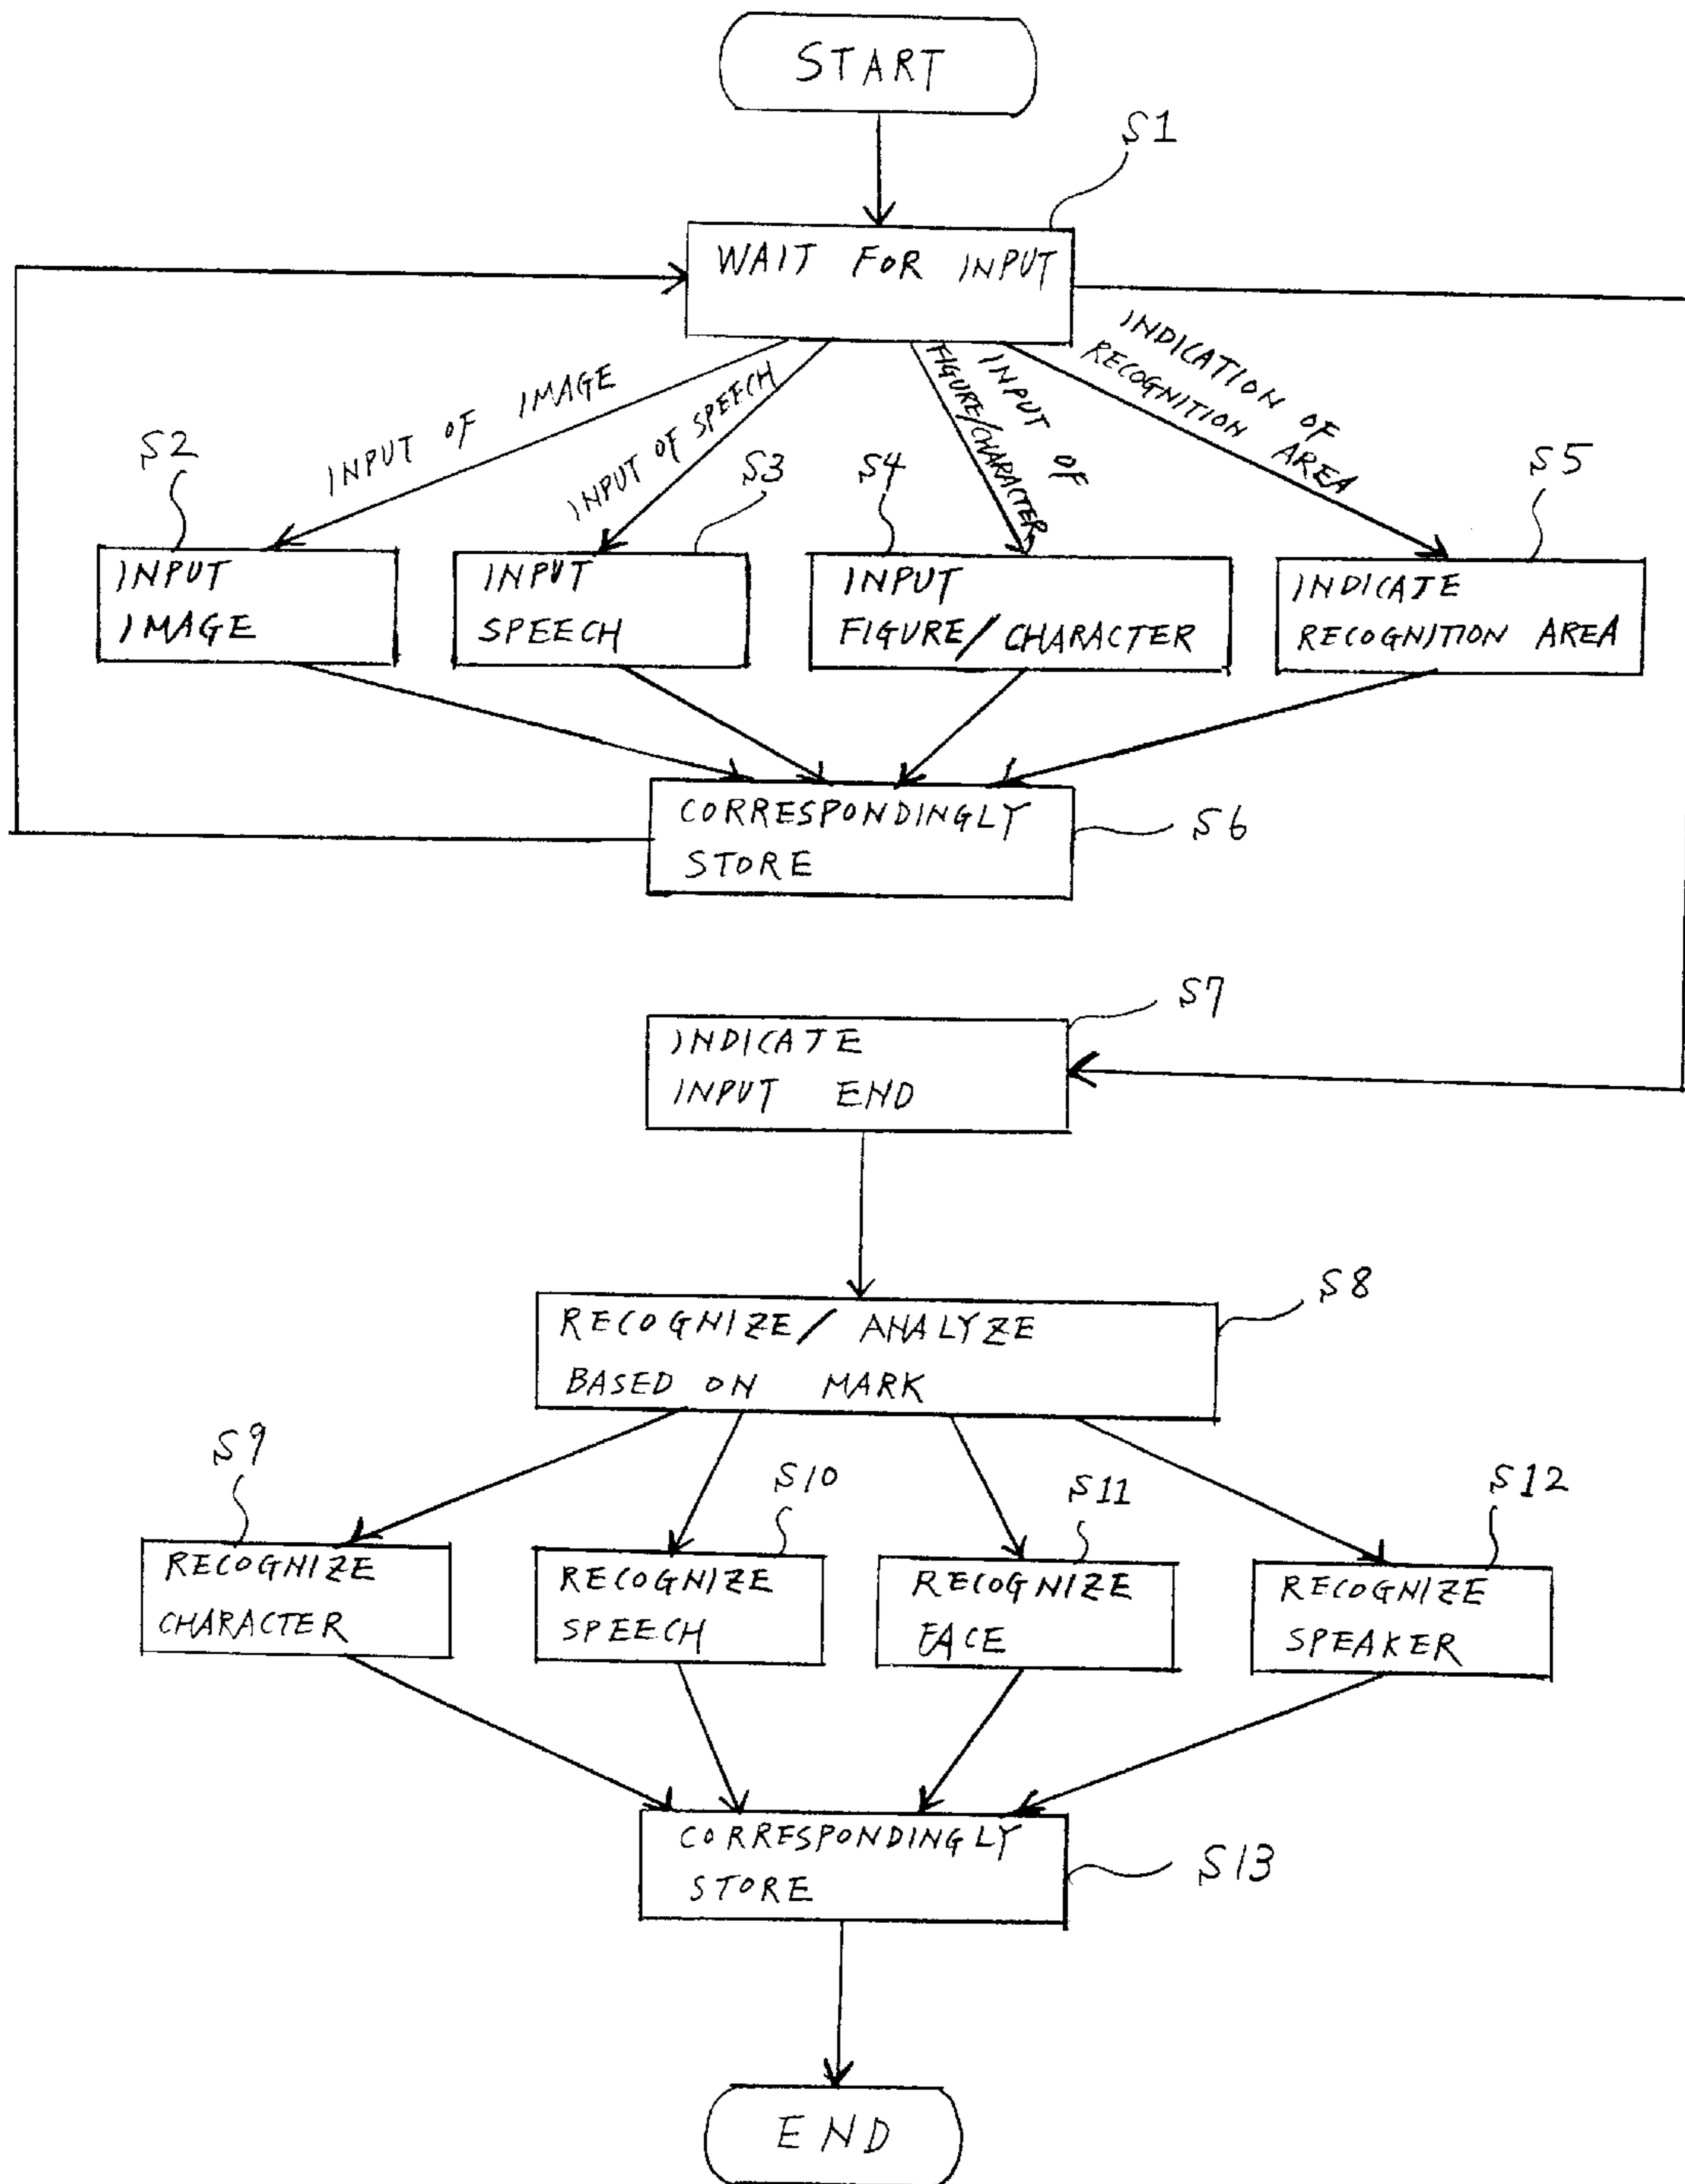 START
S1
WAIT FOR INPUT
INPUT OF IMAGE
INPUT OF SPEECH
INPUT OF
FIGURE/CHARACTER
INDICATION OF
RECOGNITION AREA
S2
S3
S4
S5
INPUT
IMAGE
INPUT
SPEECH
INPUT
FIGURE/CHARACTER
INDICATE
RECOGNITION AREA
CORRESPONDINGLY
STORE
S6
S7
INDICATE
INPUT END
S8
RECOGNIZE/ANALYZE
BASED ON MARK
S9
S10
S11
S12
RECOGNIZE
CHARACTER
RECOGNIZE
SPEECH
RECOGNIZE
FACE
RECOGNIZE
SPEAKER
CORRESPONDINGLY
STORE
S13
END